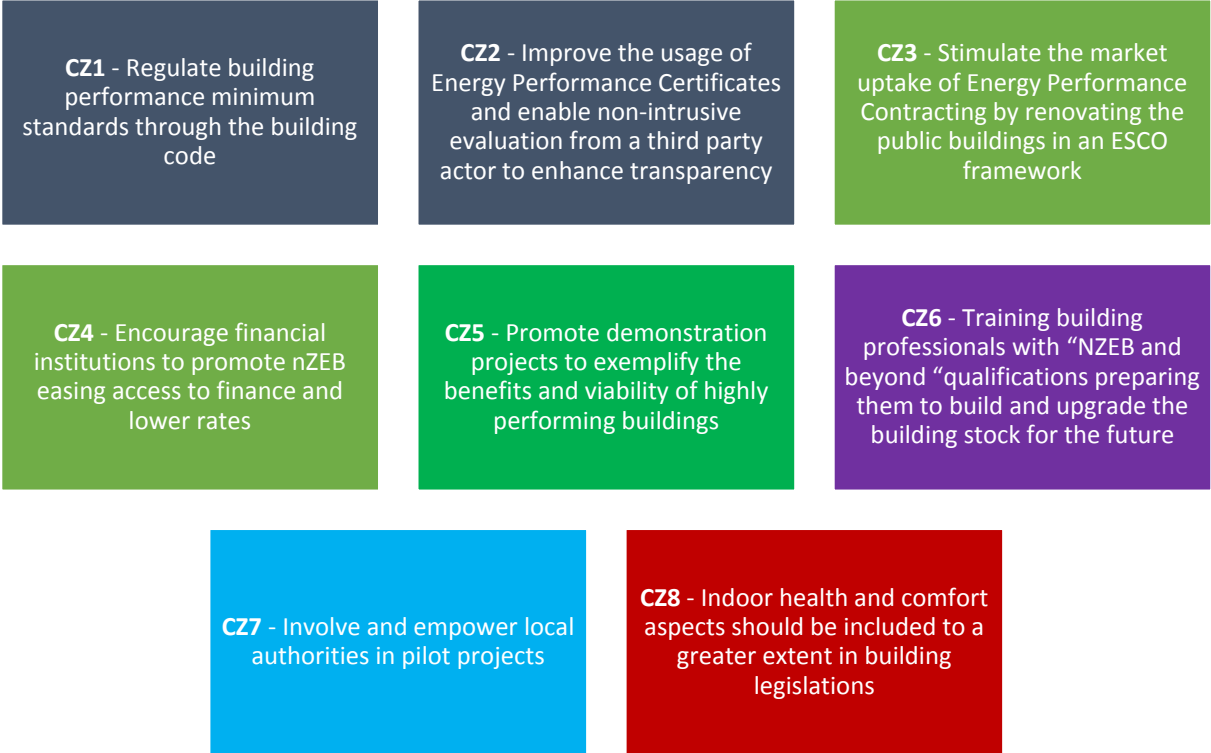 CZ1 - Regulate building
performance minimum
standards through the building
code
CZ2 - Improve the usage of
Energy Performance Certificates
and enable non-intrusive
evaluation from a third party
actor to enhance transparency
CZ3 - Stimulate the market
uptake of Energy Performance
Contracting by renovating the
public buildings in an ESCO
framework
CZ4 - Encourage financial
institutions to promote nZEB
easing access to finance and
lower rates
CZ5 - Promote demonstration
projects to exemplify the
benefits and viability of highly
performing buildings
CZ6 - Training building
professionals with “NZEB and
beyond “qualifications preparing
them to build and upgrade the
building stock for the future
CZ7 - Involve and empower local
authorities in pilot projects
CZ8 - Indoor health and comfort
aspects should be included to a
greater extent in building
legislations